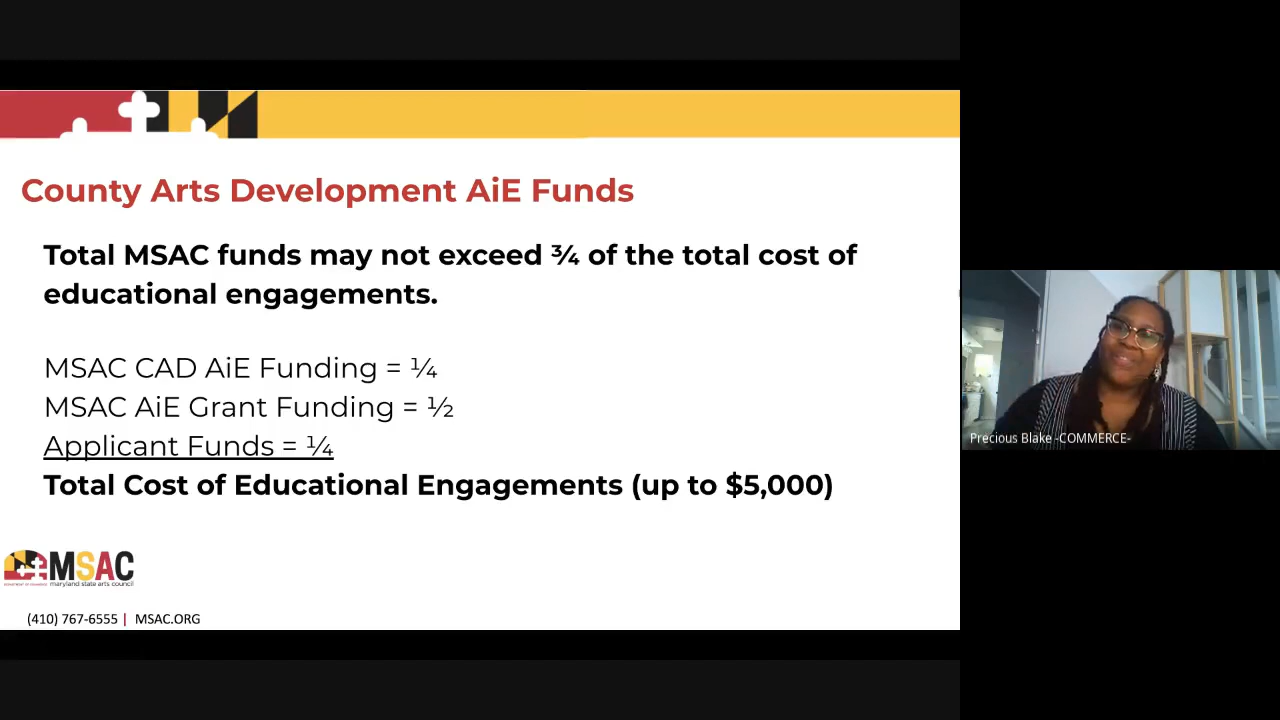 County Arts Development AiE Funds
Total MSAC funds may not exceed ¾ of the total cost of
educational engagements.
MSAC CAD AiE Funding = ¼
MSAC AiE Grant Funding = ½
Applicant Funds = ¼
Total Cost of Educational Engagements (up to $5,000)
MSAC
maryland state arts council
(410) 767-6555 | MSAC.ORG
Precious Blake -COMMERCE-